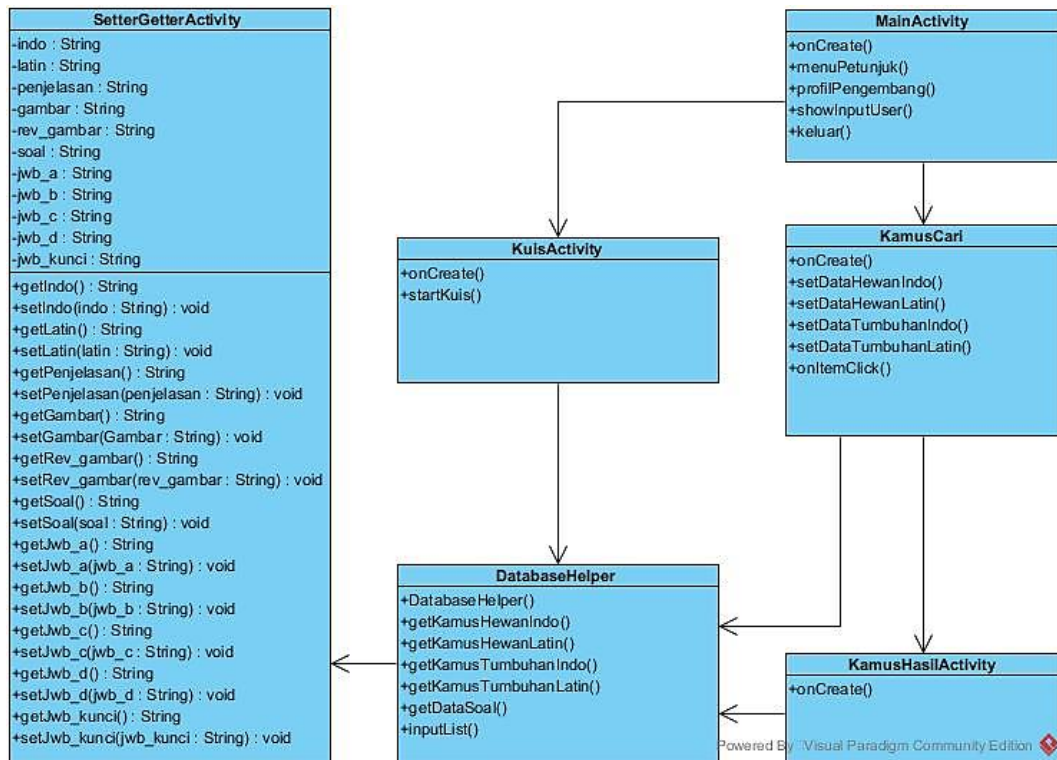 SetterGetterActivity
-indo : String
-latin : String
-penjelasan : String
-gambar : String
-rev_gambar : String
-soal : String
-jwb_a : String
-jwb_b : String
-jwb_c : String
-jwb_d : String
-jwb_kunci : String
+getIndo() : String
+setIndo(indo : String) : void
+getLatin() : String
+setLatin(latin : String) : void
+getPenjelasan() : String
+setPenjelasan(penjelasan : String) : void
+getGambar() : String
+setGambar(Gambar : String) : void
+getRev_gambar() : String
+setRev_gambar(rev_gambar : String) : void
+getSoal() : String
+setSoal(soal : String) : void
+getJwb_a() : String
+setJwb_a(jwb_a : String) : void
+getJwb_b() : String
+setJwb_b(jwb_b : String) : void
+getJwb_c() : String
+setJwb_c(jwb_c : String) : void
+getJwb_d() : String
+setJwb_d(jwb_d : String) : void
+getJwb_kunci() : String
+setJwb_kunci(jwb_kunci : String) : void
MainActivity
+onCreate()
+menuPetunjuk()
+profilPengembang()
+showInputUser()
+keluar()
KuisActivity
+onCreate()
+startKuis()
KamusCari
+onCreate()
+setDataHewanIndo()
+setDataHewanLatin()
+setDataTumbuhanIndo()
+setDataTumbuhanLatin()
+onItemClick()
DatabaseHelper
+DatabaseHelper()
+getKamusHewanIndo()
+getKamusHewanLatin()
+getKamusTumbuhanIndo()
+getKamusTumbuhanLatin()
+getDataSoal()
+inputList()
KamusHasilActivity
+onCreate()
Powered By Visual Paradigm Community Edition